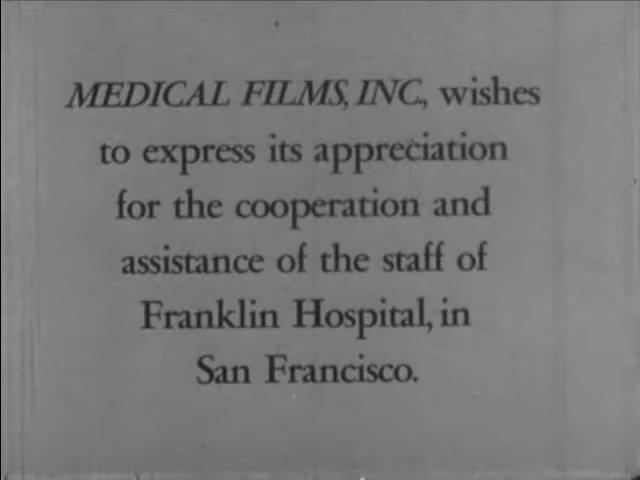 MEDICAL FILMS, INC., wishes
to express its appreciation
for the cooperation and
assistance of the staff of
Franklin Hospital, in
San Francisco.